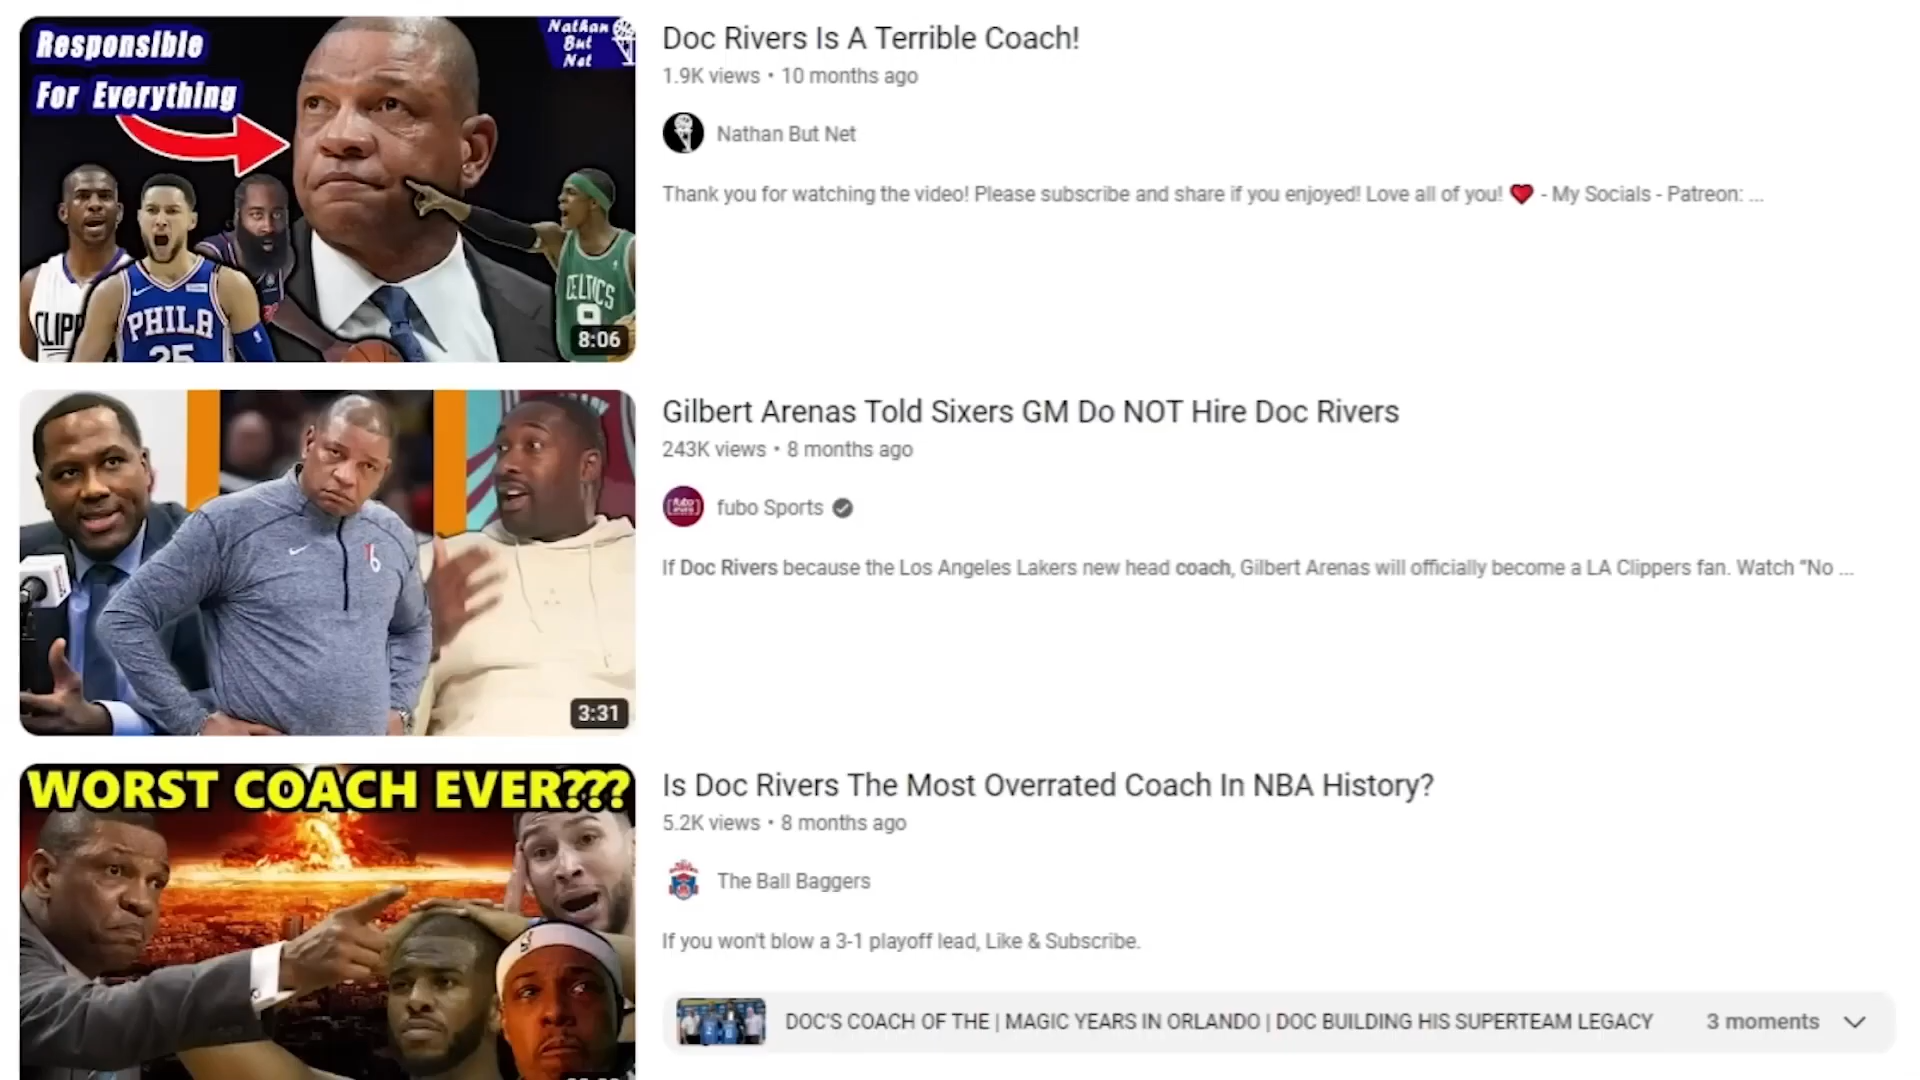 Responsible
For Everything
Nathan
But
Net
CLIPP
PHILA
25
CELTICS
9
8:06
Doc Rivers Is A Terrible Coach!
1.9K views • 10 months ago
Nathan But Net
Thank you for watching the video! Please subscribe and share if you enjoyed! Love all of you! ❤ - My Socials - Patreon: ...
3:31
Gilbert Arenas Told Sixers GM Do NOT Hire Doc Rivers
243K views • 8 months ago
fubo Sports
If Doc Rivers because the Los Angeles Lakers new head coach, Gilbert Arenas will officially become a LA Clippers fan. Watch "No ...
WORST COACH EVER???
Is Doc Rivers The Most Overrated Coach In NBA History?
5.2K views • 8 months ago
The Ball Baggers
If you won't blow a 3-1 playoff lead, Like & Subscribe.
DOC'S COACH OF THE | MAGIC YEARS IN ORLANDO | DOC BUILDING HIS SUPERTEAM LEGACY
3 moments